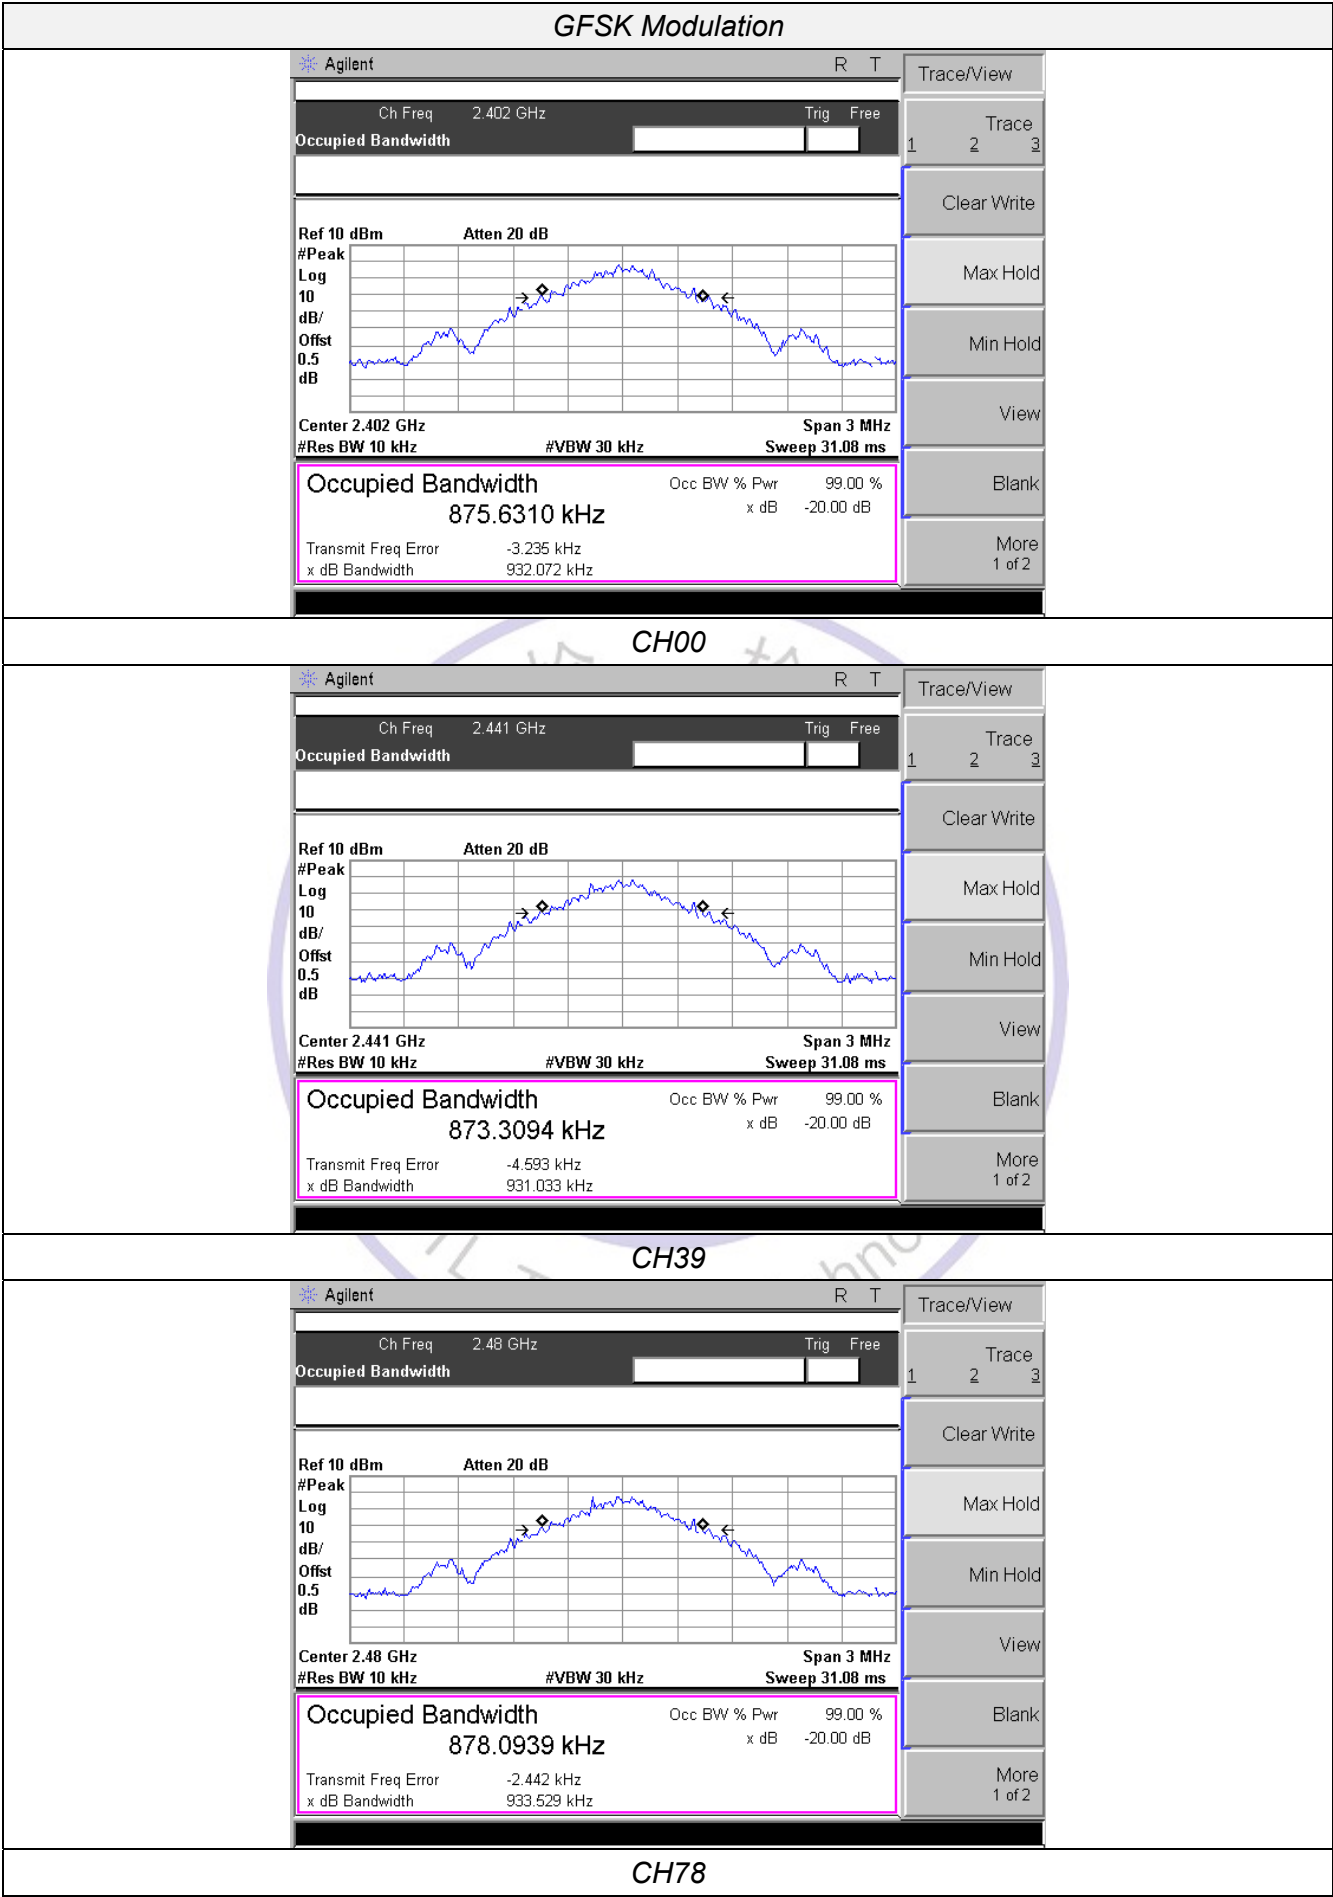 GFSK Modulation
Agilent R T Trace/View
Ch Freq 2.402 GHz Trig Free
Occupied Bandwidth
Trace
1 2 3
Clear Write
Max Hold
Min Hold
View
Blank
More
1 of 2
Ref 10 dBm Atten 20 dB
#Peak
Log
10
dB/
Offst
0.5
dB
Center 2.402 GHz Span 3 MHz
#Res BW 10 kHz #VBW 30 kHz Sweep 31.08 ms
Occupied Bandwidth Occ BW % Pwr 99.00 %
875.6310 kHz x dB -20.00 dB
Transmit Freq Error -3.235 kHz
x dB Bandwidth 932.072 kHz
CH00
Agilent R T Trace/View
Ch Freq 2.441 GHz Trig Free
Occupied Bandwidth
Trace
1 2 3
Clear Write
Max Hold
Min Hold
View
Blank
More
1 of 2
Ref 10 dBm Atten 20 dB
#Peak
Log
10
dB/
Offst
0.5
dB
Center 2.441 GHz Span 3 MHz
#Res BW 10 kHz #VBW 30 kHz Sweep 31.08 ms
Occupied Bandwidth Occ BW % Pwr 99.00 %
873.3094 kHz x dB -20.00 dB
Transmit Freq Error -4.593 kHz
x dB Bandwidth 931.033 kHz
CH39
Agilent R T Trace/View
Ch Freq 2.48 GHz Trig Free
Occupied Bandwidth
Trace
1 2 3
Clear Write
Max Hold
Min Hold
View
Blank
More
1 of 2
Ref 10 dBm Atten 20 dB
#Peak
Log
10
dB/
Offst
0.5
dB
Center 2.48 GHz Span 3 MHz
#Res BW 10 kHz #VBW 30 kHz Sweep 31.08 ms
Occupied Bandwidth Occ BW % Pwr 99.00 %
878.0939 kHz x dB -20.00 dB
Transmit Freq Error -2.442 kHz
x dB Bandwidth 933.529 kHz
CH78